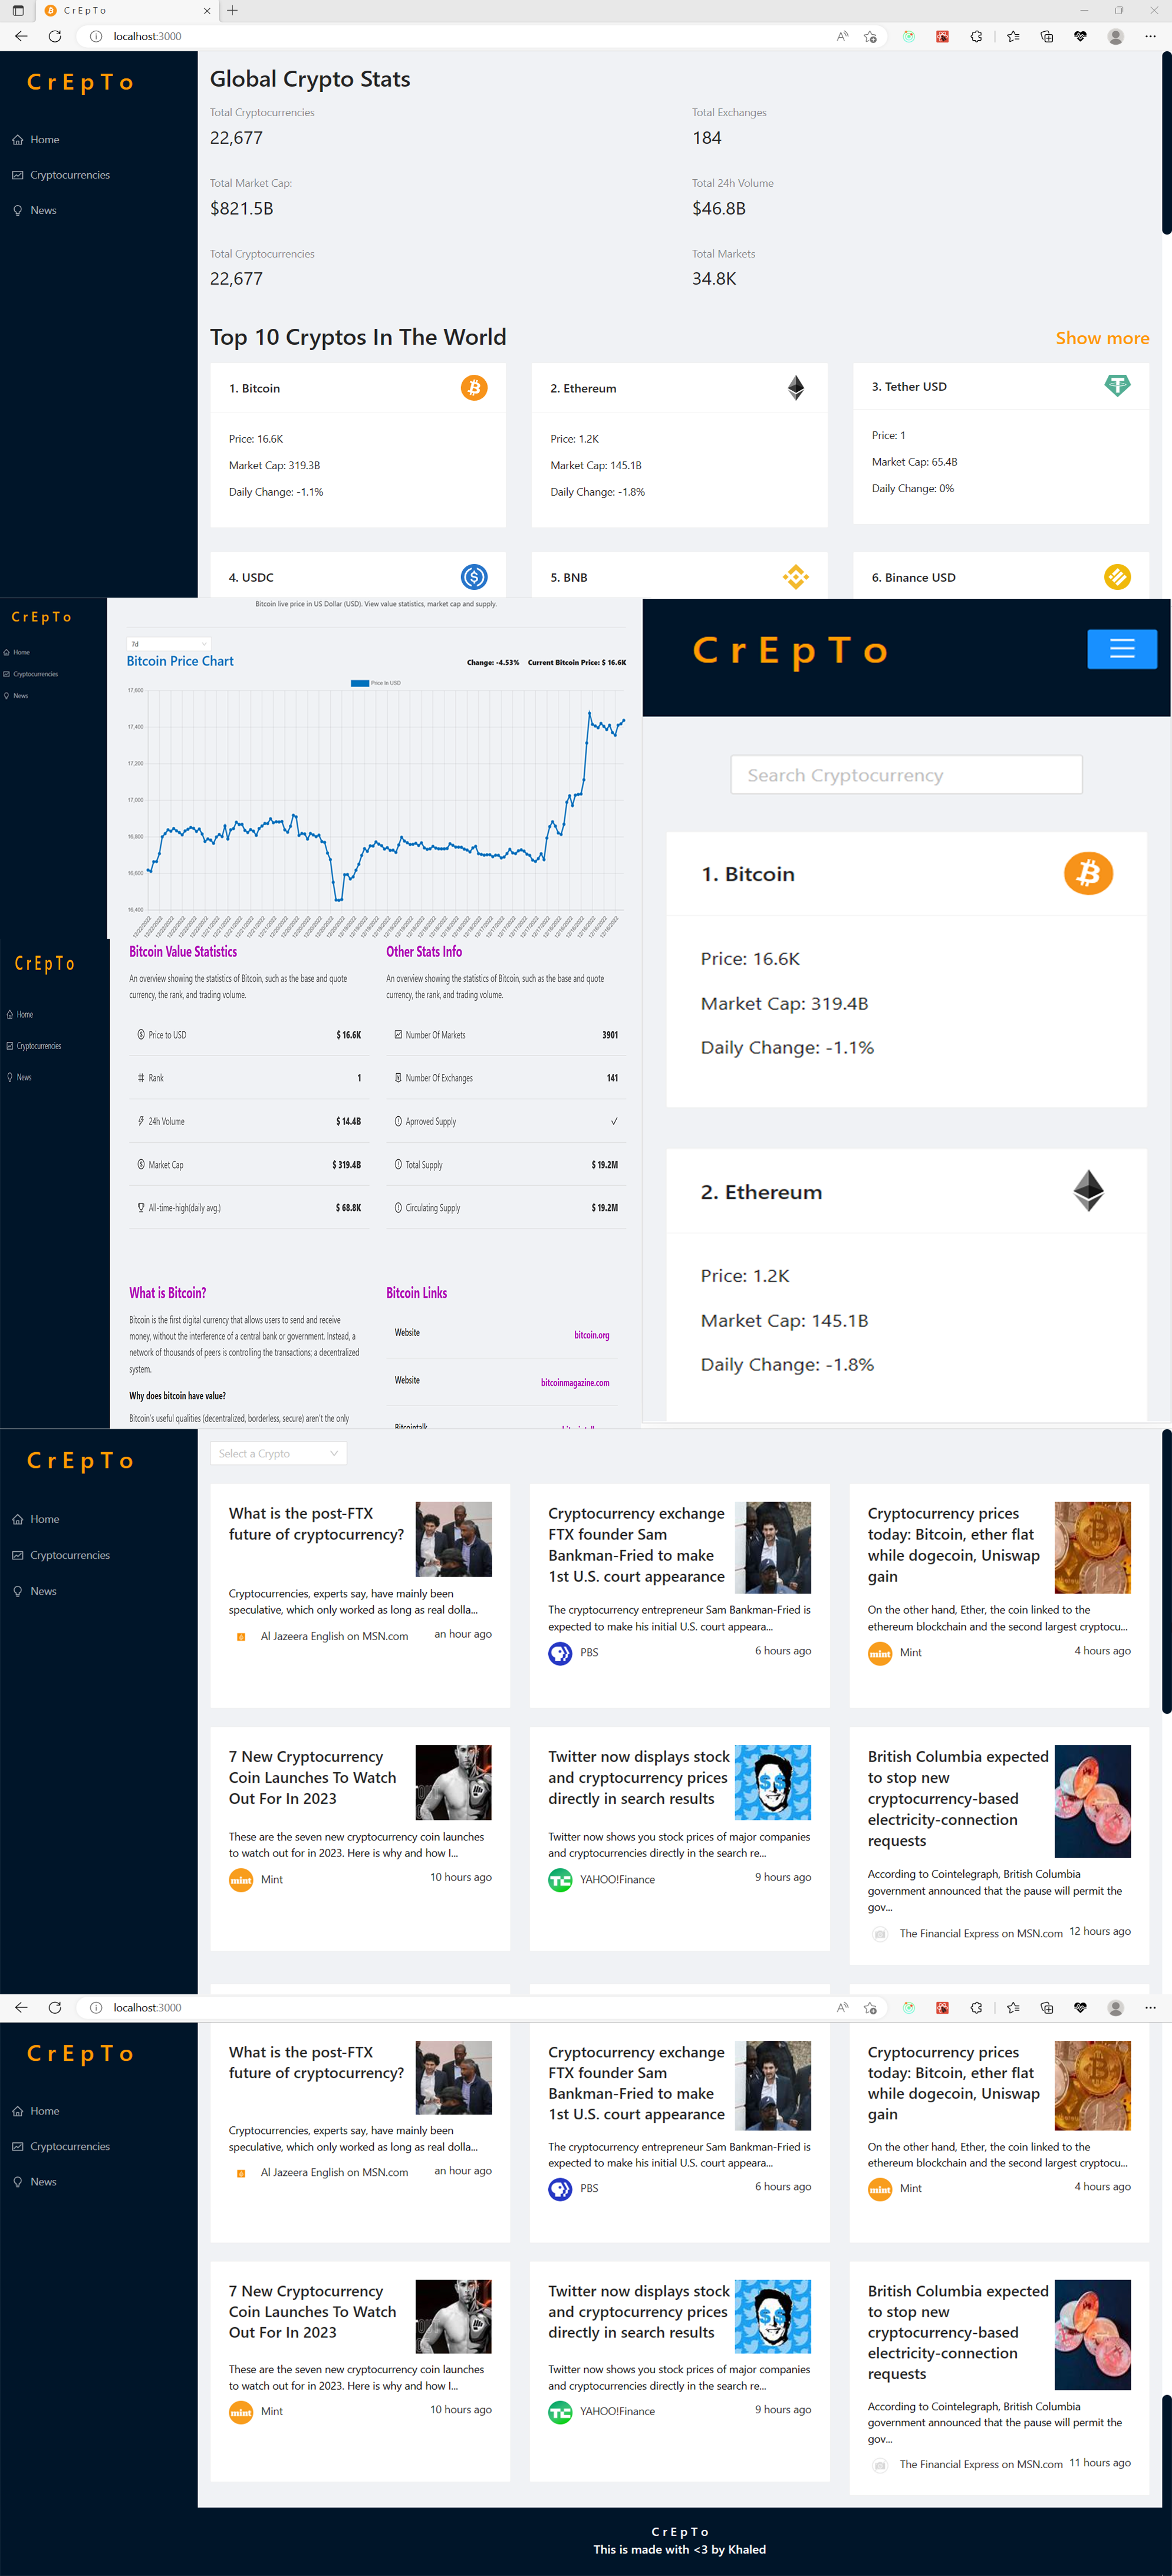 C r E p T o
localhost:3000
C r E p T o
Home
Cryptocurrencies
News
Global Crypto Stats
Total Cryptocurrencies
22,677
Total Exchanges
184
Total Market Cap:
$821.5B
Total 24h Volume
$46.8B
Total Cryptocurrencies
22,677
Total Markets
34.8K
Top 10 Cryptos In The World
Show more
1. Bitcoin
Price: 16.6K
Market Cap: 319.3B
Daily Change: -1.1%
2. Ethereum
Price: 1.2K
Market Cap: 145.1B
Daily Change: -1.8%
3. Tether USD
Price: 1
Market Cap: 65.4B
Daily Change: 0%
4. USDC
5. BNB
6. Binance USD
C r E p T o
Home
Cryptocurrencies
News
Bitcoin live price in US Dollar (USD). View value statistics, market cap and supply.
7d
Bitcoin Price Chart
Change: -4.53%
Current Bitcoin Price: $ 16.6K
Price In USD
17,600
17,400
17,200
17,000
16,800
16,600
16,400
C r E p T o
Home
Cryptocurrencies
News
Bitcoin Value Statistics
An overview showing the statistics of Bitcoin, such as the base and quote
currency, the rank, and trading volume.
Price to USD
$ 16.6K
Rank
1
24h Volume
$ 14.4B
Market Cap
$ 319.4B
All-time-high(daily avg.)
$ 68.8K
Other Stats Info
An overview showing the statistics of Bitcoin, such as the base and quote
currency, the rank, and trading volume.
Number Of Markets
3901
Number Of Exchanges
141
Aprroved Supply
Total Supply
$ 19.2M
Circulating Supply
$ 19.2M
What is Bitcoin?
Bitcoin is the first digital currency that allows users to send and receive
money, without the interference of a central bank or government. Instead, a
network of thousands of peers is controlling the transactions; a decentralized
system.
Why does bitcoin have value?
Bitcoin's useful qualities (decentralized, borderless, secure) aren't the only
Bitcoin Links
Website
bitcoin.org
Website
bitcoinmagazine.com
Bitcointalk
C r E p T o
Search Cryptocurrency
1. Bitcoin
Price: 16.6K
Market Cap: 319.4B
Daily Change: -1.1%
2. Ethereum
Price: 1.2K
Market Cap: 145.1B
Daily Change: -1.8%
C r E p T o
Home
Cryptocurrencies
News
Select a Crypto
What is the post-FTX
future of cryptocurrency?
Cryptocurrencies, experts say, have mainly been
speculative, which only worked as long as real dolla...
Al Jazeera English on MSN.com
an hour ago
Cryptocurrency exchange
FTX founder Sam
Bankman-Fried to make
1st U.S. court appearance
The cryptocurrency entrepreneur Sam Bankman-Fried is
expected to make his initial U.S. court appeara...
PBS
6 hours ago
Cryptocurrency prices
today: Bitcoin, ether flat
while dogecoin, Uniswap
gain
On the other hand, Ether, the coin linked to the
ethereum blockchain and the second largest cryptocu...
mint
Mint
4 hours ago
7 New Cryptocurrency
Coin Launches To Watch
Out For In 2023
These are the seven new cryptocurrency coin launches
to watch out for in 2023. Here is why and how I...
mint
Mint
10 hours ago
Twitter now displays stock
and cryptocurrency prices
directly in search results
Twitter now shows you stock prices of major companies
and cryptocurrencies directly in the search re...
TC
YAHOO!Finance
9 hours ago
British Columbia expected
to stop new
cryptocurrency-based
electricity-connection
requests
According to Cointelegraph, British Columbia
government announced that the pause will permit the
gov...
The Financial Express on MSN.com
12 hours ago
localhost:3000
C r E p T o
Home
Cryptocurrencies
News
What is the post-FTX
future of cryptocurrency?
Cryptocurrencies, experts say, have mainly been
speculative, which only worked as long as real dolla...
Al Jazeera English on MSN.com
an hour ago
Cryptocurrency exchange
FTX founder Sam
Bankman-Fried to make
1st U.S. court appearance
The cryptocurrency entrepreneur Sam Bankman-Fried is
expected to make his initial U.S. court appeara...
PBS
6 hours ago
Cryptocurrency prices
today: Bitcoin, ether flat
while dogecoin, Uniswap
gain
On the other hand, Ether, the coin linked to the
ethereum blockchain and the second largest cryptocu...
mint
Mint
4 hours ago
7 New Cryptocurrency
Coin Launches To Watch
Out For In 2023
These are the seven new cryptocurrency coin launches
to watch out for in 2023. Here is why and how I...
mint
Mint
10 hours ago
Twitter now displays stock
and cryptocurrency prices
directly in search results
Twitter now shows you stock prices of major companies
and cryptocurrencies directly in the search re...
TC
YAHOO!Finance
9 hours ago
British Columbia expected
to stop new
cryptocurrency-based
electricity-connection
requests
According to Cointelegraph, British Columbia
government announced that the pause will permit the
gov...
The Financial Express on MSN.com
11 hours ago
C r E p T o
This is made with <3 by Khaled